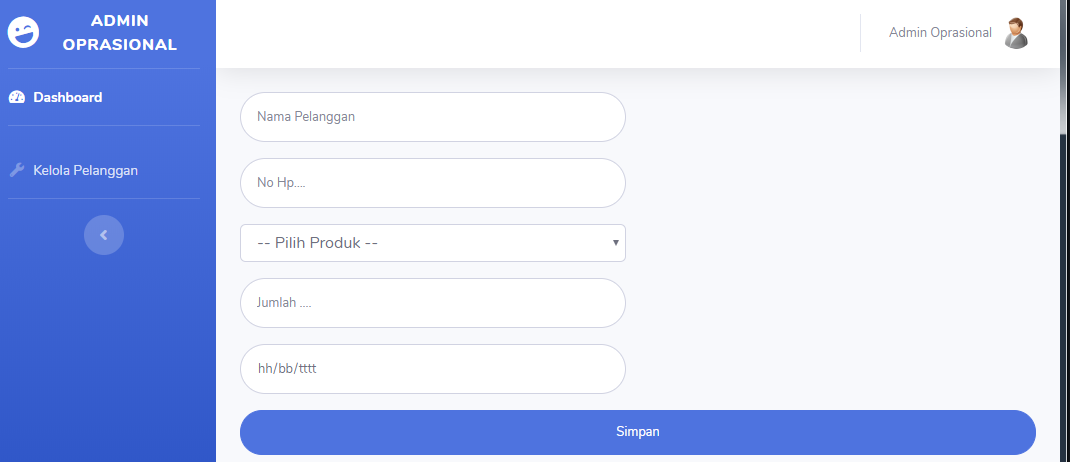 ADMIN
OPRASIONAL
Dashboard
Kelola Pelanggan
Admin Oprasional
Nama Pelanggan
No Hp....
-- Pilih Produk --
Jumlah ....
hh/bb/tttt
Simpan